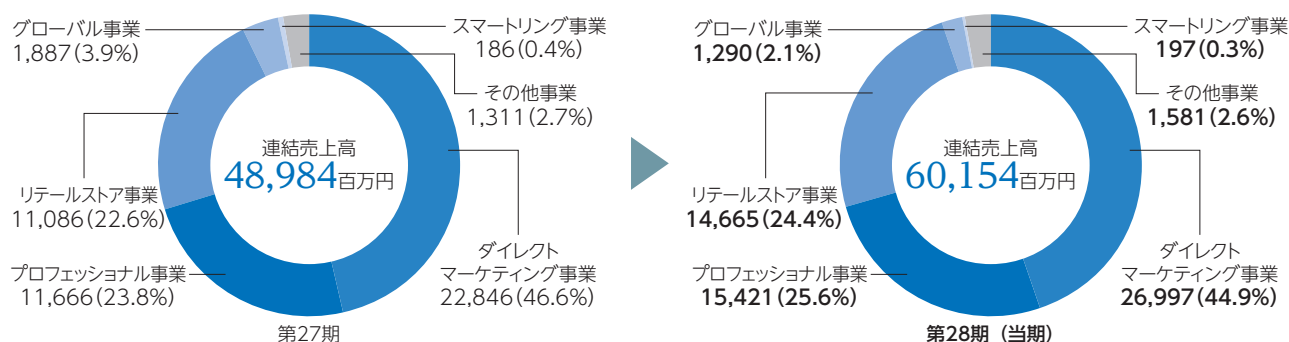 グローバル事業
1,887(3.9%)
スマートリング事業
186(0.4%)
その他事業
1,311(2.7%)
連結売上高
48,984百万円
リテールストア事業
11,086(22.6%)
プロフェッショナル事業
11,666(23.8%)
ダイレクト
マーケティング事業
22,846(46.6%)
第27期
グローバル事業
1,290(2.1%)
スマートリング事業
197(0.3%)
その他事業
1,581(2.6%)
連結売上高
60,154百万円
リテールストア事業
14,665(24.4%)
プロフェッショナル事業
15,421(25.6%)
ダイレクト
マーケティング事業
26,997(44.9%)
第28期（当期）